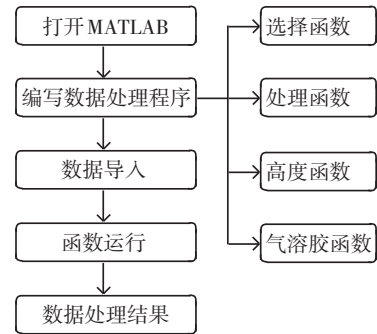 打开MATLAB
编写数据处理程序
数据导入
函数运行
数据处理结果
选择函数
处理函数
高度函数
气溶胶函数